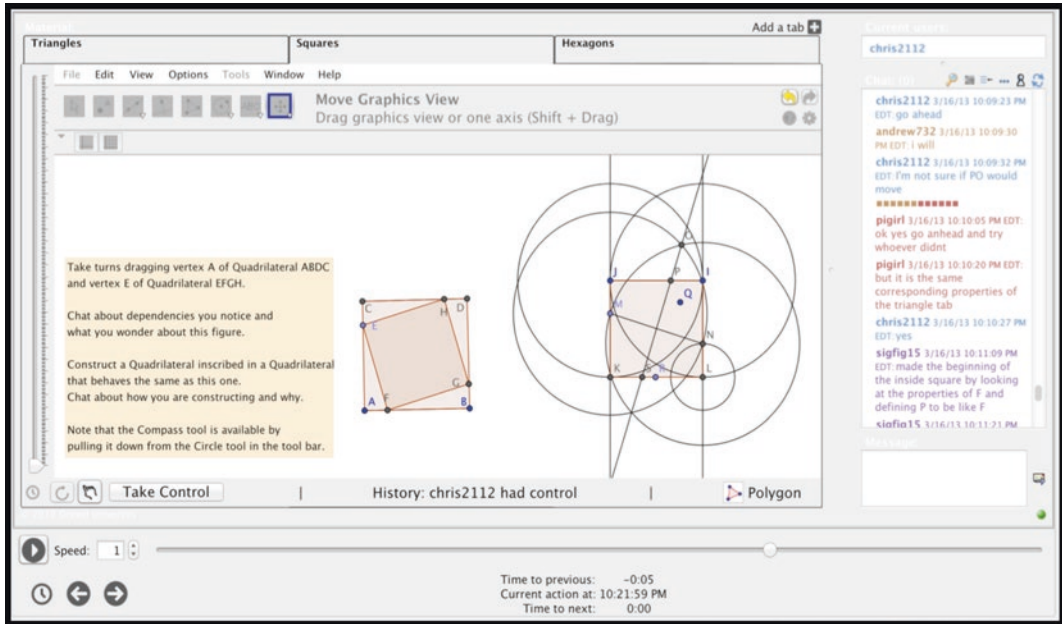 Material:
Add a tab
Triangles
Squares
Hexagons
File Edit View Options Tools Window Help
Move Graphics View
Drag graphics view or one axis (Shift + Drag)
Take turns dragging vertex A of Quadrilateral ABDC
and vertex E of Quadrilateral EFGH.
Chat about dependencies you notice and
what you wonder about this figure.
Construct a Quadrilateral inscribed in a Quadrilateral
that behaves the same as this one.
Chat about how you are constructing and why.
Note that the Compass tool is available by
pulling it down from the Circle tool in the tool bar.
C
H
D
E
G
A
F
B
O
J
P
I
Q
M
N
K
S
R
L
Take Control
History: chris2112 had control
Polygon
Current users:
chris2112
chris2112 3/16/13 10:09:23 PM
EDT: go ahead
andrew732 3/16/13 10:09:30
PM EDT: i will
chris2112 3/16/13 10:09:32 PM
EDT: I'm not sure if PO would
move
pigirl 3/16/13 10:10:05 PM EDT:
ok yes go anhead and try
whoever didnt
pigirl 3/16/13 10:10:20 PM EDT:
but it is the same
corresponding properties of
the triangle tab
chris2112 3/16/13 10:10:27 PM
EDT: yes
sigfig15 3/16/13 10:11:09 PM
EDT: made the beginning of
the inside square by looking
at the properties of F and
defining P to be like F
sigfig15 3/16/13 10:11:21 PM
Message:
Speed: 1
Time to previous: -0:05
Current action at: 10:21:59 PM
Time to next: 0:00